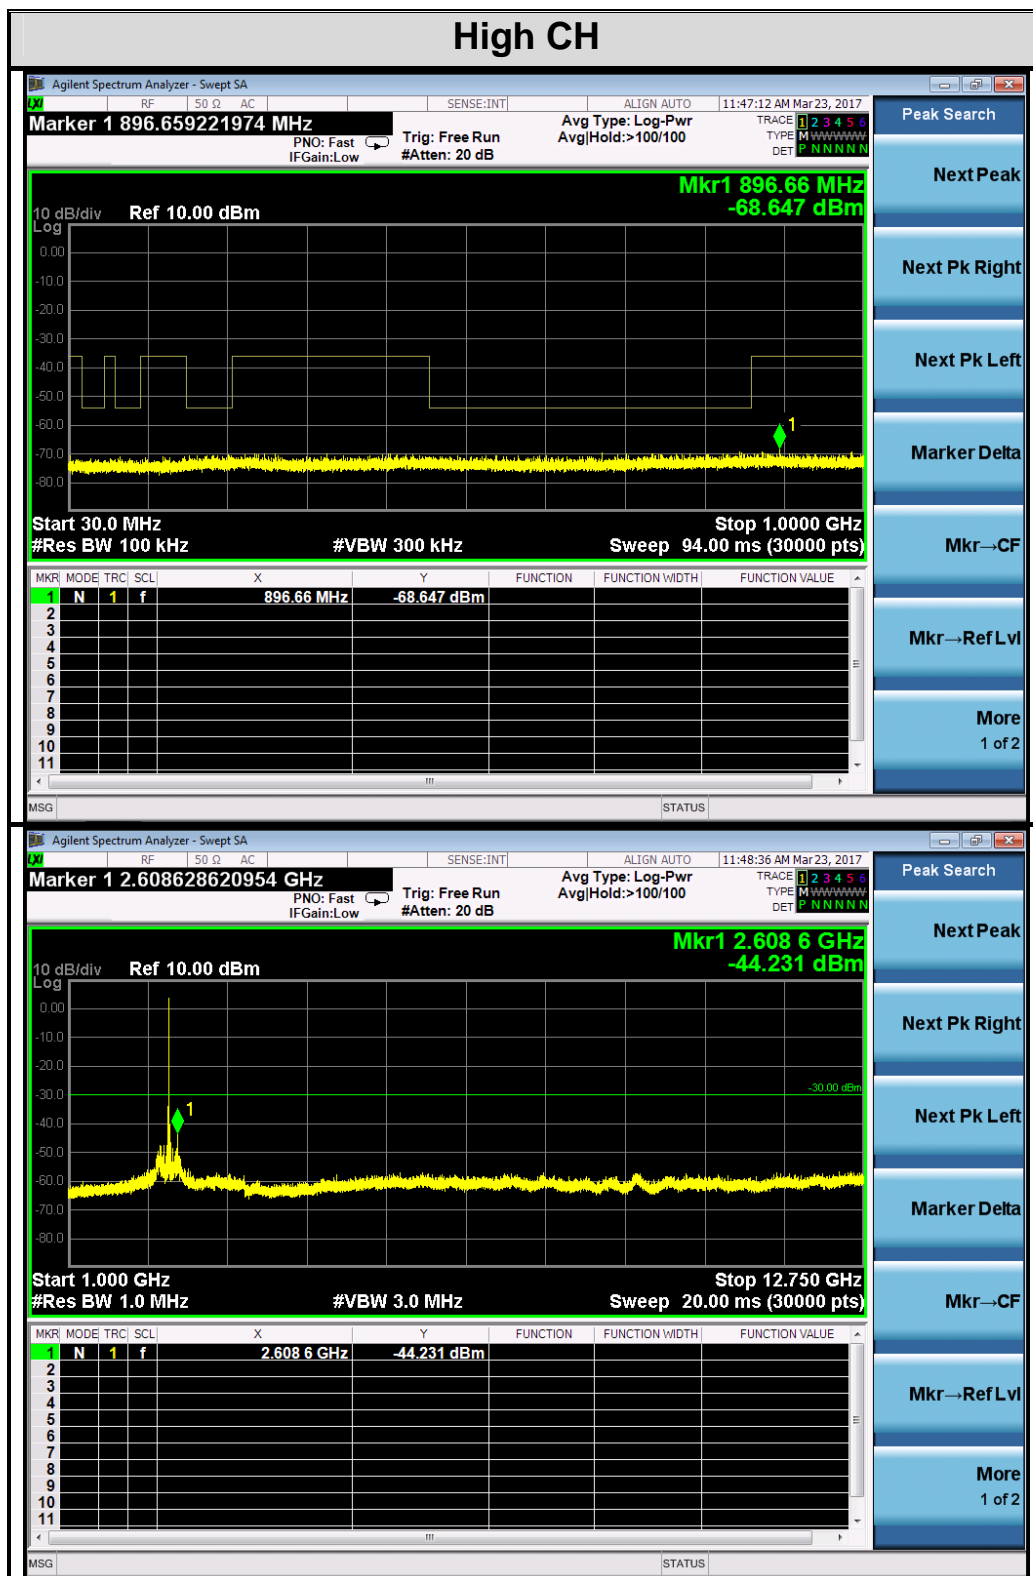 High CH
Agilent Spectrum Analyzer - Swept SA
LXI RF 50 Ω AC SENSE:INT ALIGN AUTO 11:47:12 AM Mar 23, 2017
Marker 1 896.659221974 MHz
PNO: Fast
IFGain:Low
Trig: Free Run
#Atten: 20 dB
Avg Type: Log-Pwr
Avg|Hold:>100/100
TRACE 1 2 3 4 5 6
TYPE M WWWWW
DET P N N N N N
Mkr1 896.66 MHz
-68.647 dBm
10 dB/div Ref 10.00 dBm
Log
0.00
-10.0
-20.0
-30.0
-40.0
-50.0
-60.0
-70.0
-80.0
1
Start 30.0 MHz Stop 1.0000 GHz
#Res BW 100 kHz #VBW 300 kHz Sweep 94.00 ms (30000 pts)
MKR MODE TRC SCL X Y FUNCTION FUNCTION WIDTH FUNCTION VALUE
1 N 1 f 896.66 MHz -68.647 dBm
2
3
4
5
6
7
8
9
10
11
MSG STATUS
Peak Search
Next Peak
Next Pk Right
Next Pk Left
Marker Delta
Mkr→CF
Mkr→Ref Lvl
More
1 of 2
Agilent Spectrum Analyzer - Swept SA
LXI RF 50 Ω AC SENSE:INT ALIGN AUTO 11:48:36 AM Mar 23, 2017
Marker 1 2.608628620954 GHz
PNO: Fast
IFGain:Low
Trig: Free Run
#Atten: 20 dB
Avg Type: Log-Pwr
Avg|Hold:>100/100
TRACE 1 2 3 4 5 6
TYPE M WWWWW
DET P N N N N N
Mkr1 2.608 6 GHz
-44.231 dBm
10 dB/div Ref 10.00 dBm
Log
0.00
-10.0
-20.0
-30.0
-40.0
-50.0
-60.0
-70.0
-80.0
-30.00 dBm
1
Start 1.000 GHz Stop 12.750 GHz
#Res BW 1.0 MHz #VBW 3.0 MHz Sweep 20.00 ms (30000 pts)
MKR MODE TRC SCL X Y FUNCTION FUNCTION WIDTH FUNCTION VALUE
1 N 1 f 2.608 6 GHz -44.231 dBm
2
3
4
5
6
7
8
9
10
11
MSG STATUS
Peak Search
Next Peak
Next Pk Right
Next Pk Left
Marker Delta
Mkr→CF
Mkr→Ref Lvl
More
1 of 2